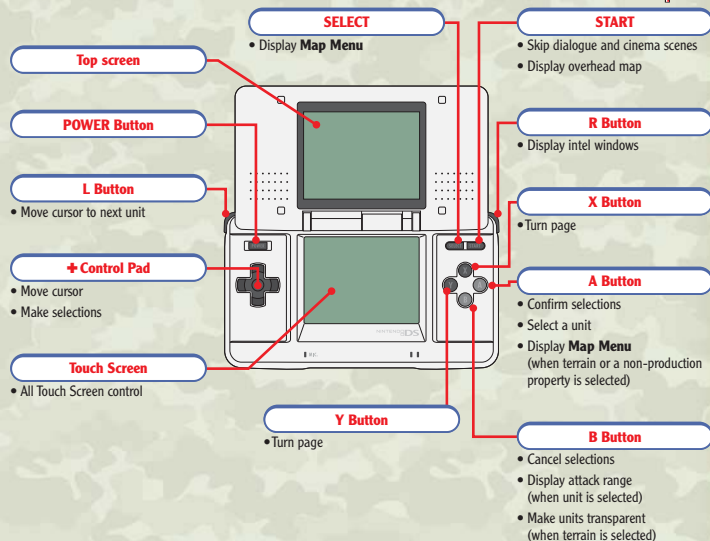 SELECT
• Display Map Menu
START
• Skip dialogue and cinema scenes
• Display overhead map
Top screen
POWER Button
R Button
• Display intel windows
L Button
• Move cursor to next unit
X Button
•Turn page
+Control Pad
• Move cursor
• Make selections
A Button
• Confirm selections
• Select a unit
• Display Map Menu
(when terrain or a non-production
property is selected)
NINTENDO DS
Touch Screen
• All Touch Screen control
Y Button
•Turn page
B Button
• Cancel selections
• Display attack range
(when unit is selected)
• Make units transparent
(when terrain is selected)